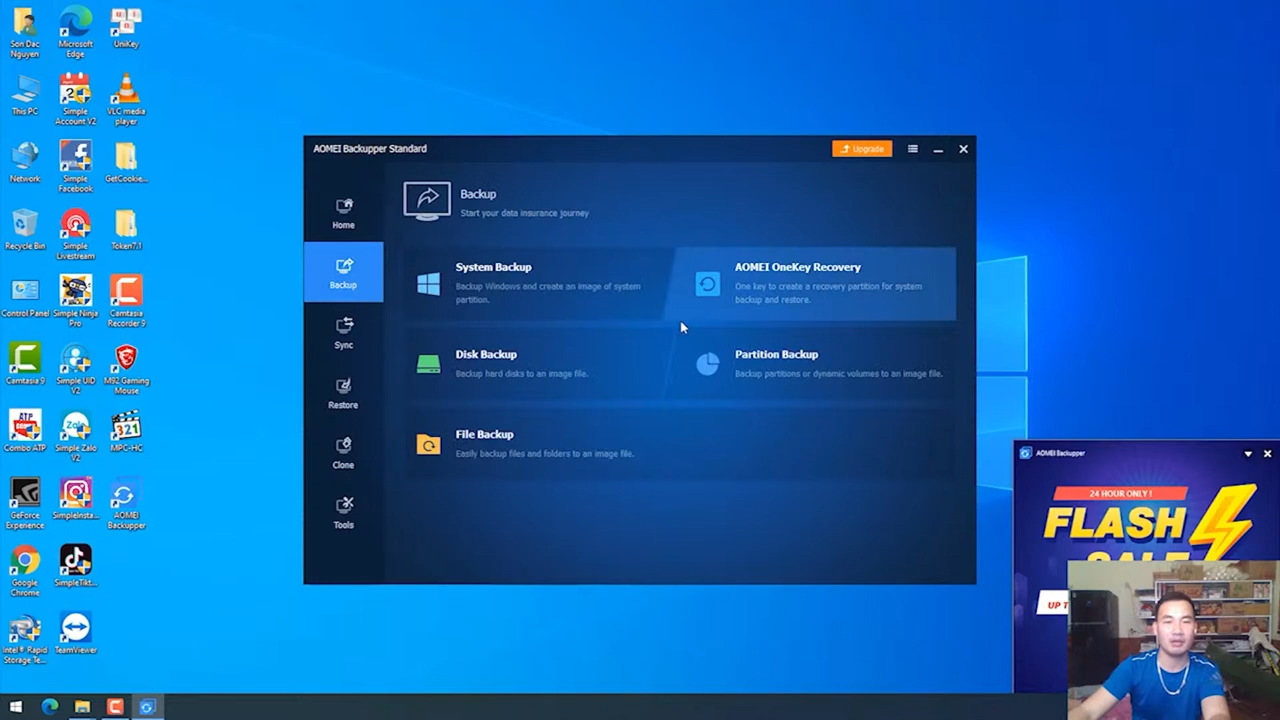 Son Dac
Nguyen
Microsoft
Edge
UniKey
This PC
Simple
Account V2
VLC media
player
Network
Simple
Facebook
GetCookie...
Recycle Bin
Simple
Livestream
Token7.1
Control Panel
Simple Ninja
Pro
Camtasia
Recorder 9
Camtasia 9
Simple UID
V2
M92 Gaming
Mouse
Combo ATP
Simple Zalo
V2
MPC-HC
GeForce
Experience
SimpleInsta...
AOMEI
Backupper
Google
Chrome
SimpleTikt...
Intel® Rapid
Storage Te...
TeamViewer
AOMEI Backupper Standard
Upgrade
Home
Backup
Sync
Restore
Clone
Tools
Backup
Start your data insurance journey
System Backup
Backup Windows and create an image of system
partition.
AOMEI OneKey Recovery
One key to create a recovery partition for system
backup and restore.
Disk Backup
Backup hard disks to an image file.
Partition Backup
Backup partitions or dynamic volumes to an image file.
File Backup
Easily backup files and folders to an image file.
AOMEI Backupper
24 HOUR ONLY !
FLASH
SALE
UP T